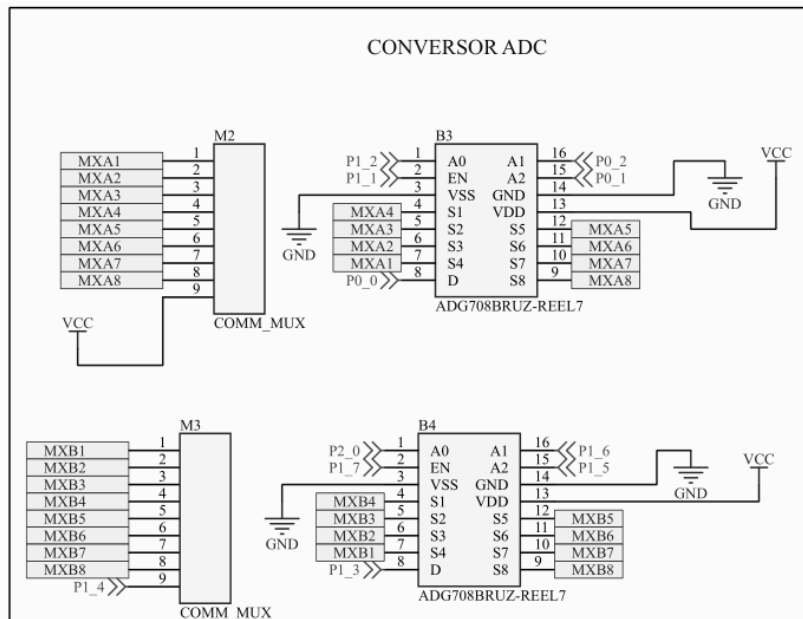 CONVERSOR ADC
M2
MXA1 1
MXA2 2
MXA3 3
MXA4 4
MXA5 5
MXA6 6
MXA7 7
MXA8 8
9
VCC
COMM_MUX
B3
P1_2 1 A0 A1 16 P0_2
P1_1 2 EN A2 15 P0_1
3 VSS GND 14
MXA4 4 S1 VDD 13
MXA3 5 S2 S5 12 MXA5
MXA2 6 S3 S6 11 MXA6
MXA1 7 S4 S7 10 MXA7
P0_0 8 D S8 9 MXA8
GND
GND
VCC
ADG708BRUZ-REEL7
M3
MXB1 1
MXB2 2
MXB3 3
MXB4 4
MXB5 5
MXB6 6
MXB7 7
MXB8 8
P1_4 9
COMM_MUX
B4
P2_0 1 A0 A1 16 P1_6
P1_7 2 EN A2 15 P1_5
3 VSS GND 14
MXB4 4 S1 VDD 13
MXB3 5 S2 S5 12 MXB5
MXB2 6 S3 S6 11 MXB6
MXB1 7 S4 S7 10 MXB7
P1_3 8 D S8 9 MXB8
GND
GND
VCC
ADG708BRUZ-REEL7